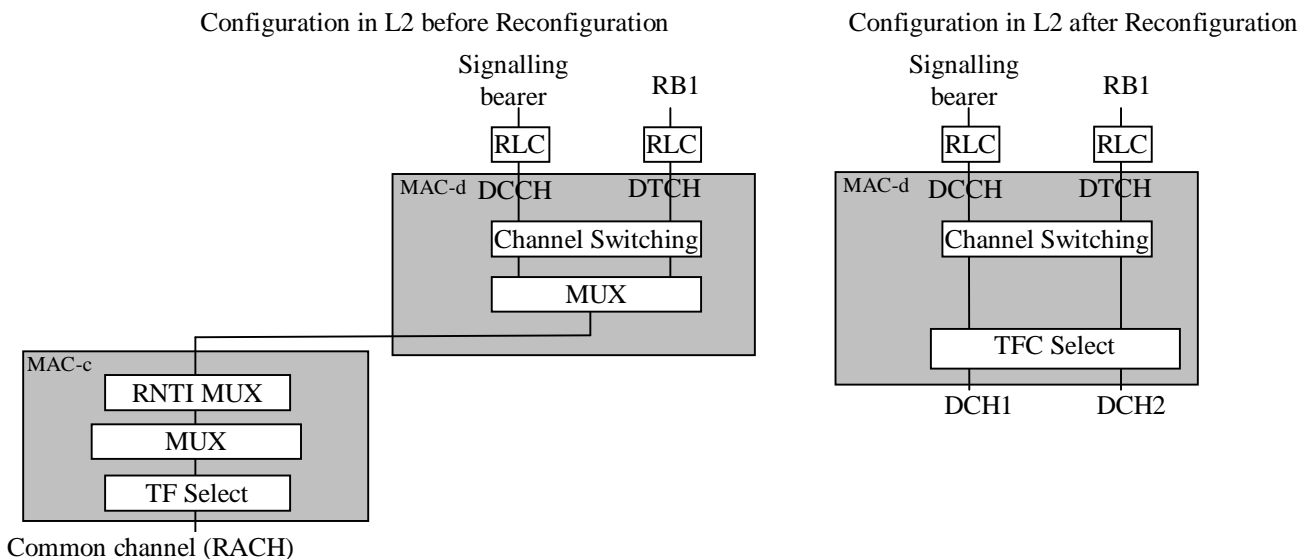 Configuration in L2 before Reconfiguration
Signalling
bearer
RB1
RLC
RLC
MAC-d
DCCH
DTCH
Channel Switching
MUX
MAC-c
RNTI MUX
MUX
TF Select
Common channel (RACH)
Configuration in L2 after Reconfiguration
Signalling
bearer
RB1
RLC
RLC
MAC-d
DCCH
DTCH
Channel Switching
TFC Select
DCH1
DCH2